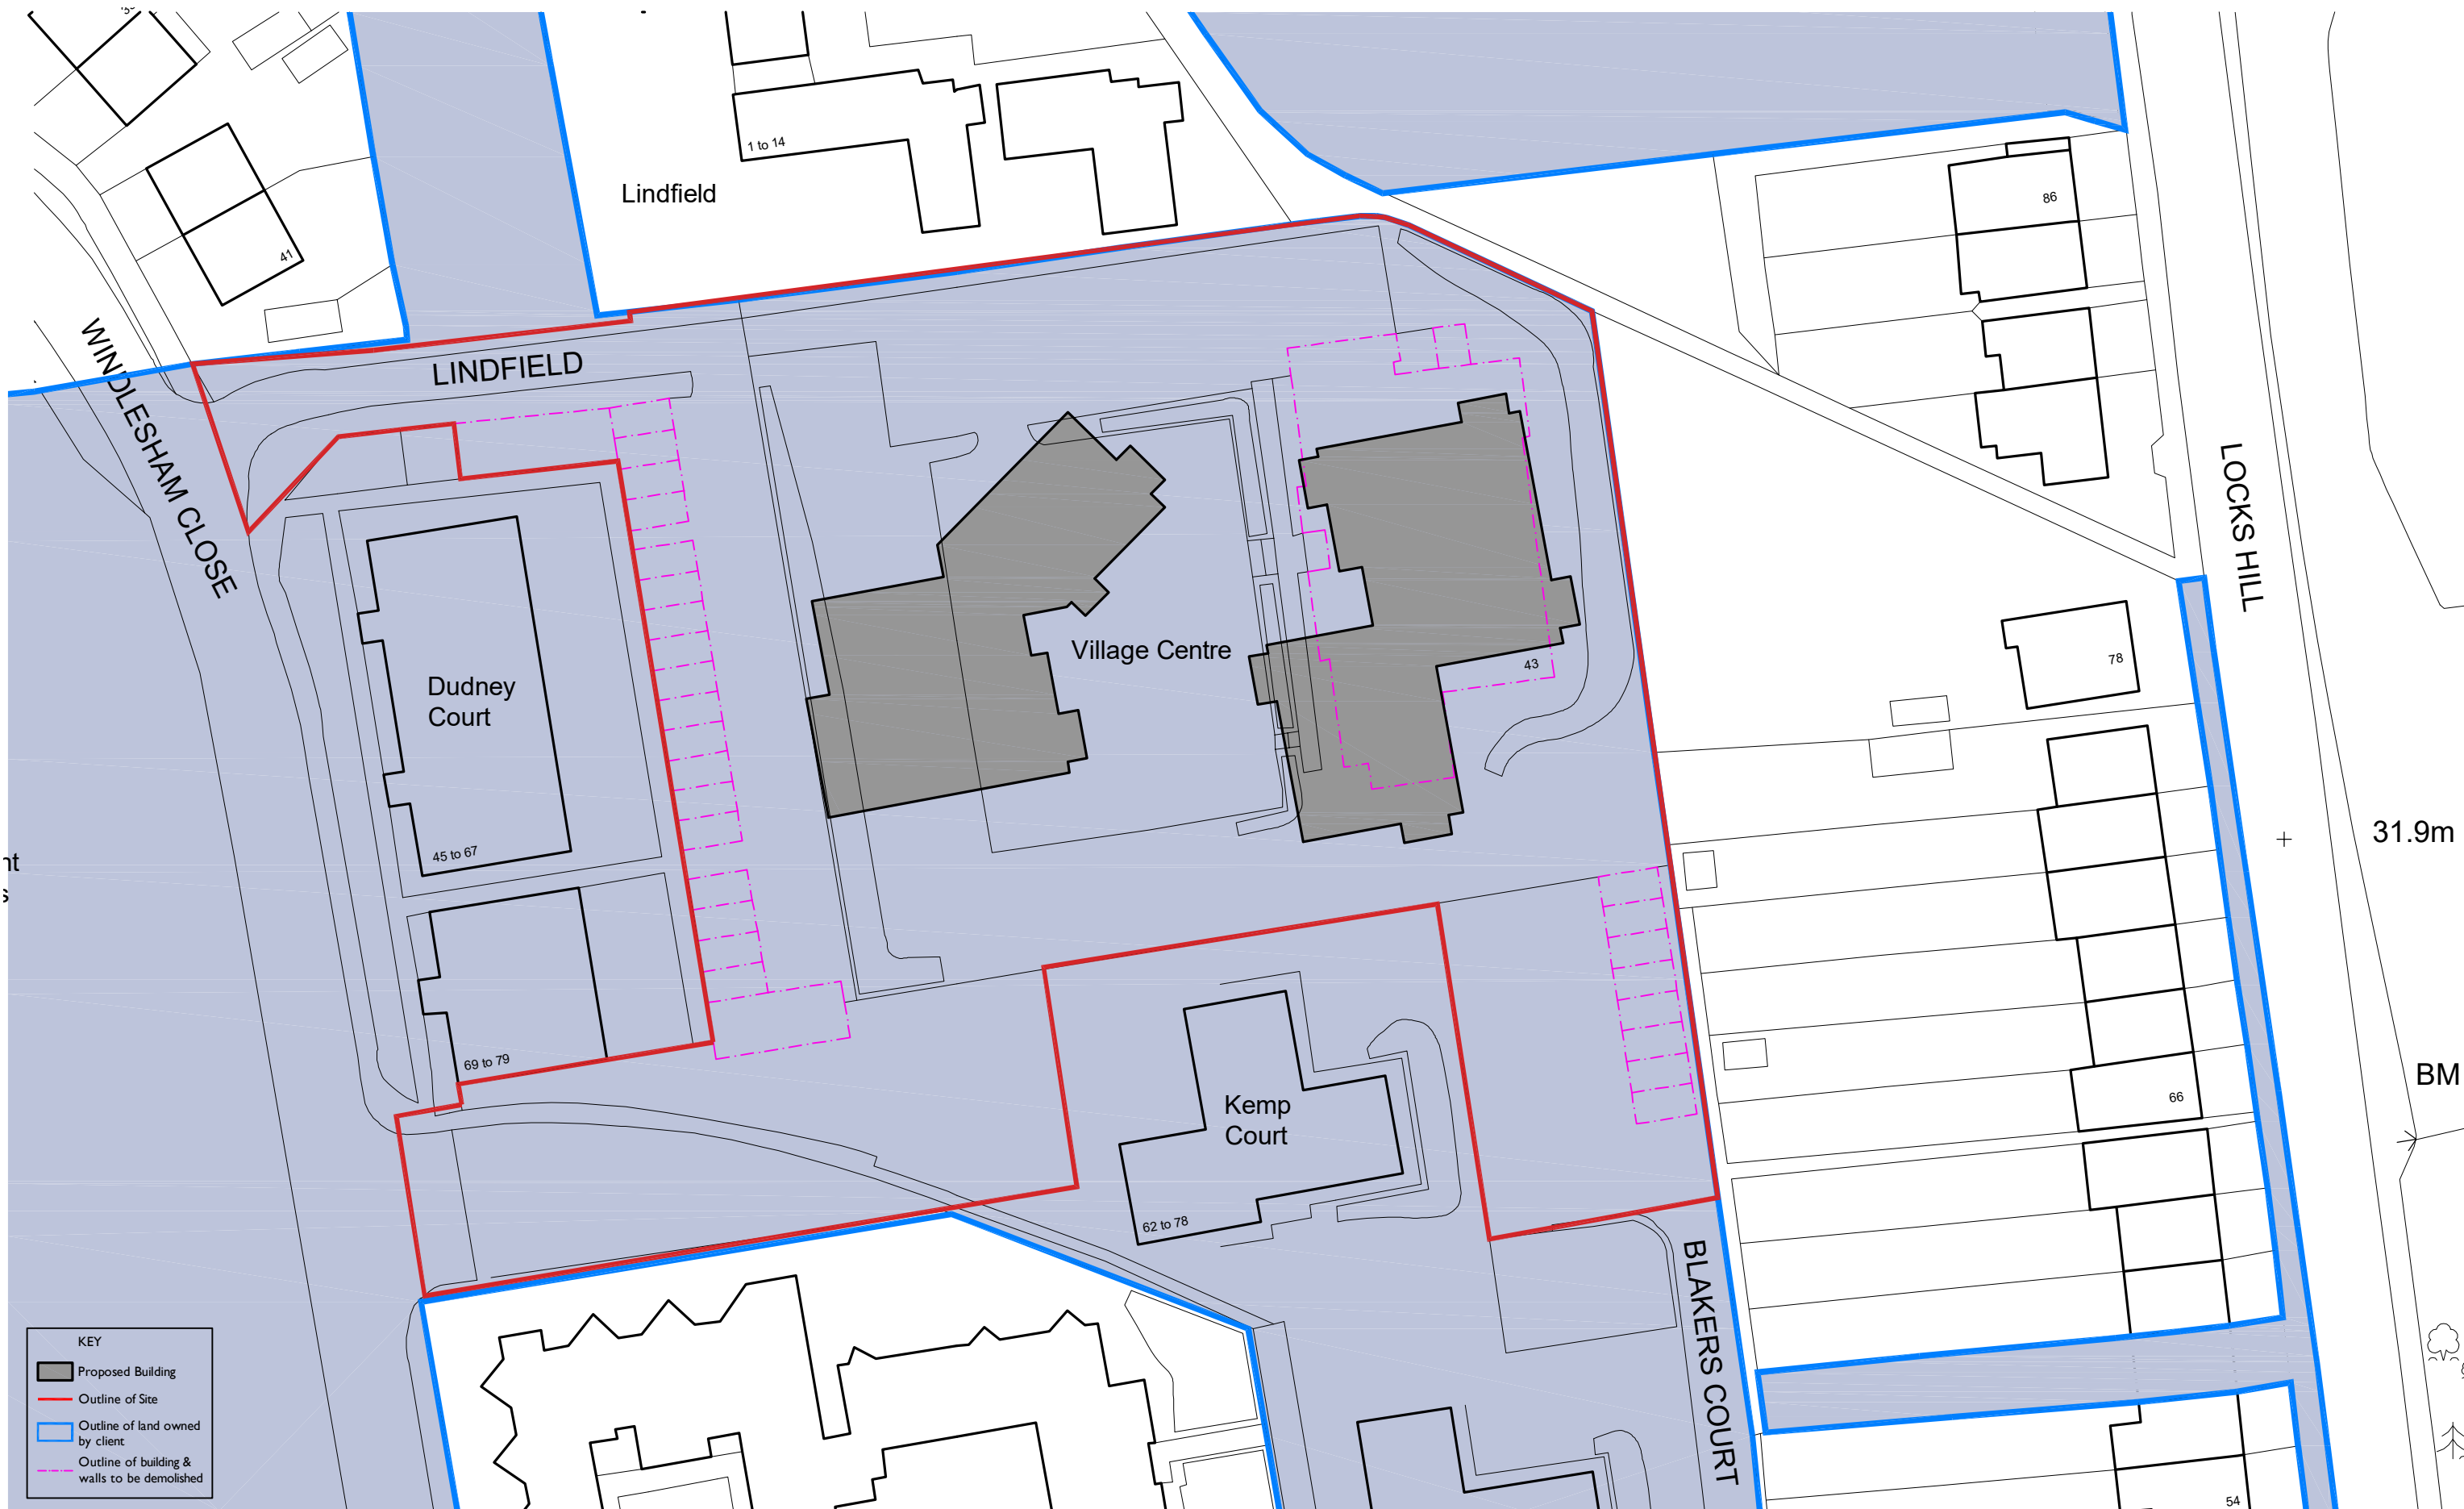 1 to 14
Lindfield
86
41
WINDLESHAM CLOSE
LINDFIELD
LOCKS HILL
Village Centre
43
78
Dudney
Court
45 to 67
31.9m
69 to 79
Kemp
Court
62 to 78
66
BM
BLAKERS COURT
54
KEY
Proposed Building
Outline of Site
Outline of land owned
by client
Outline of building &
walls to be demolished